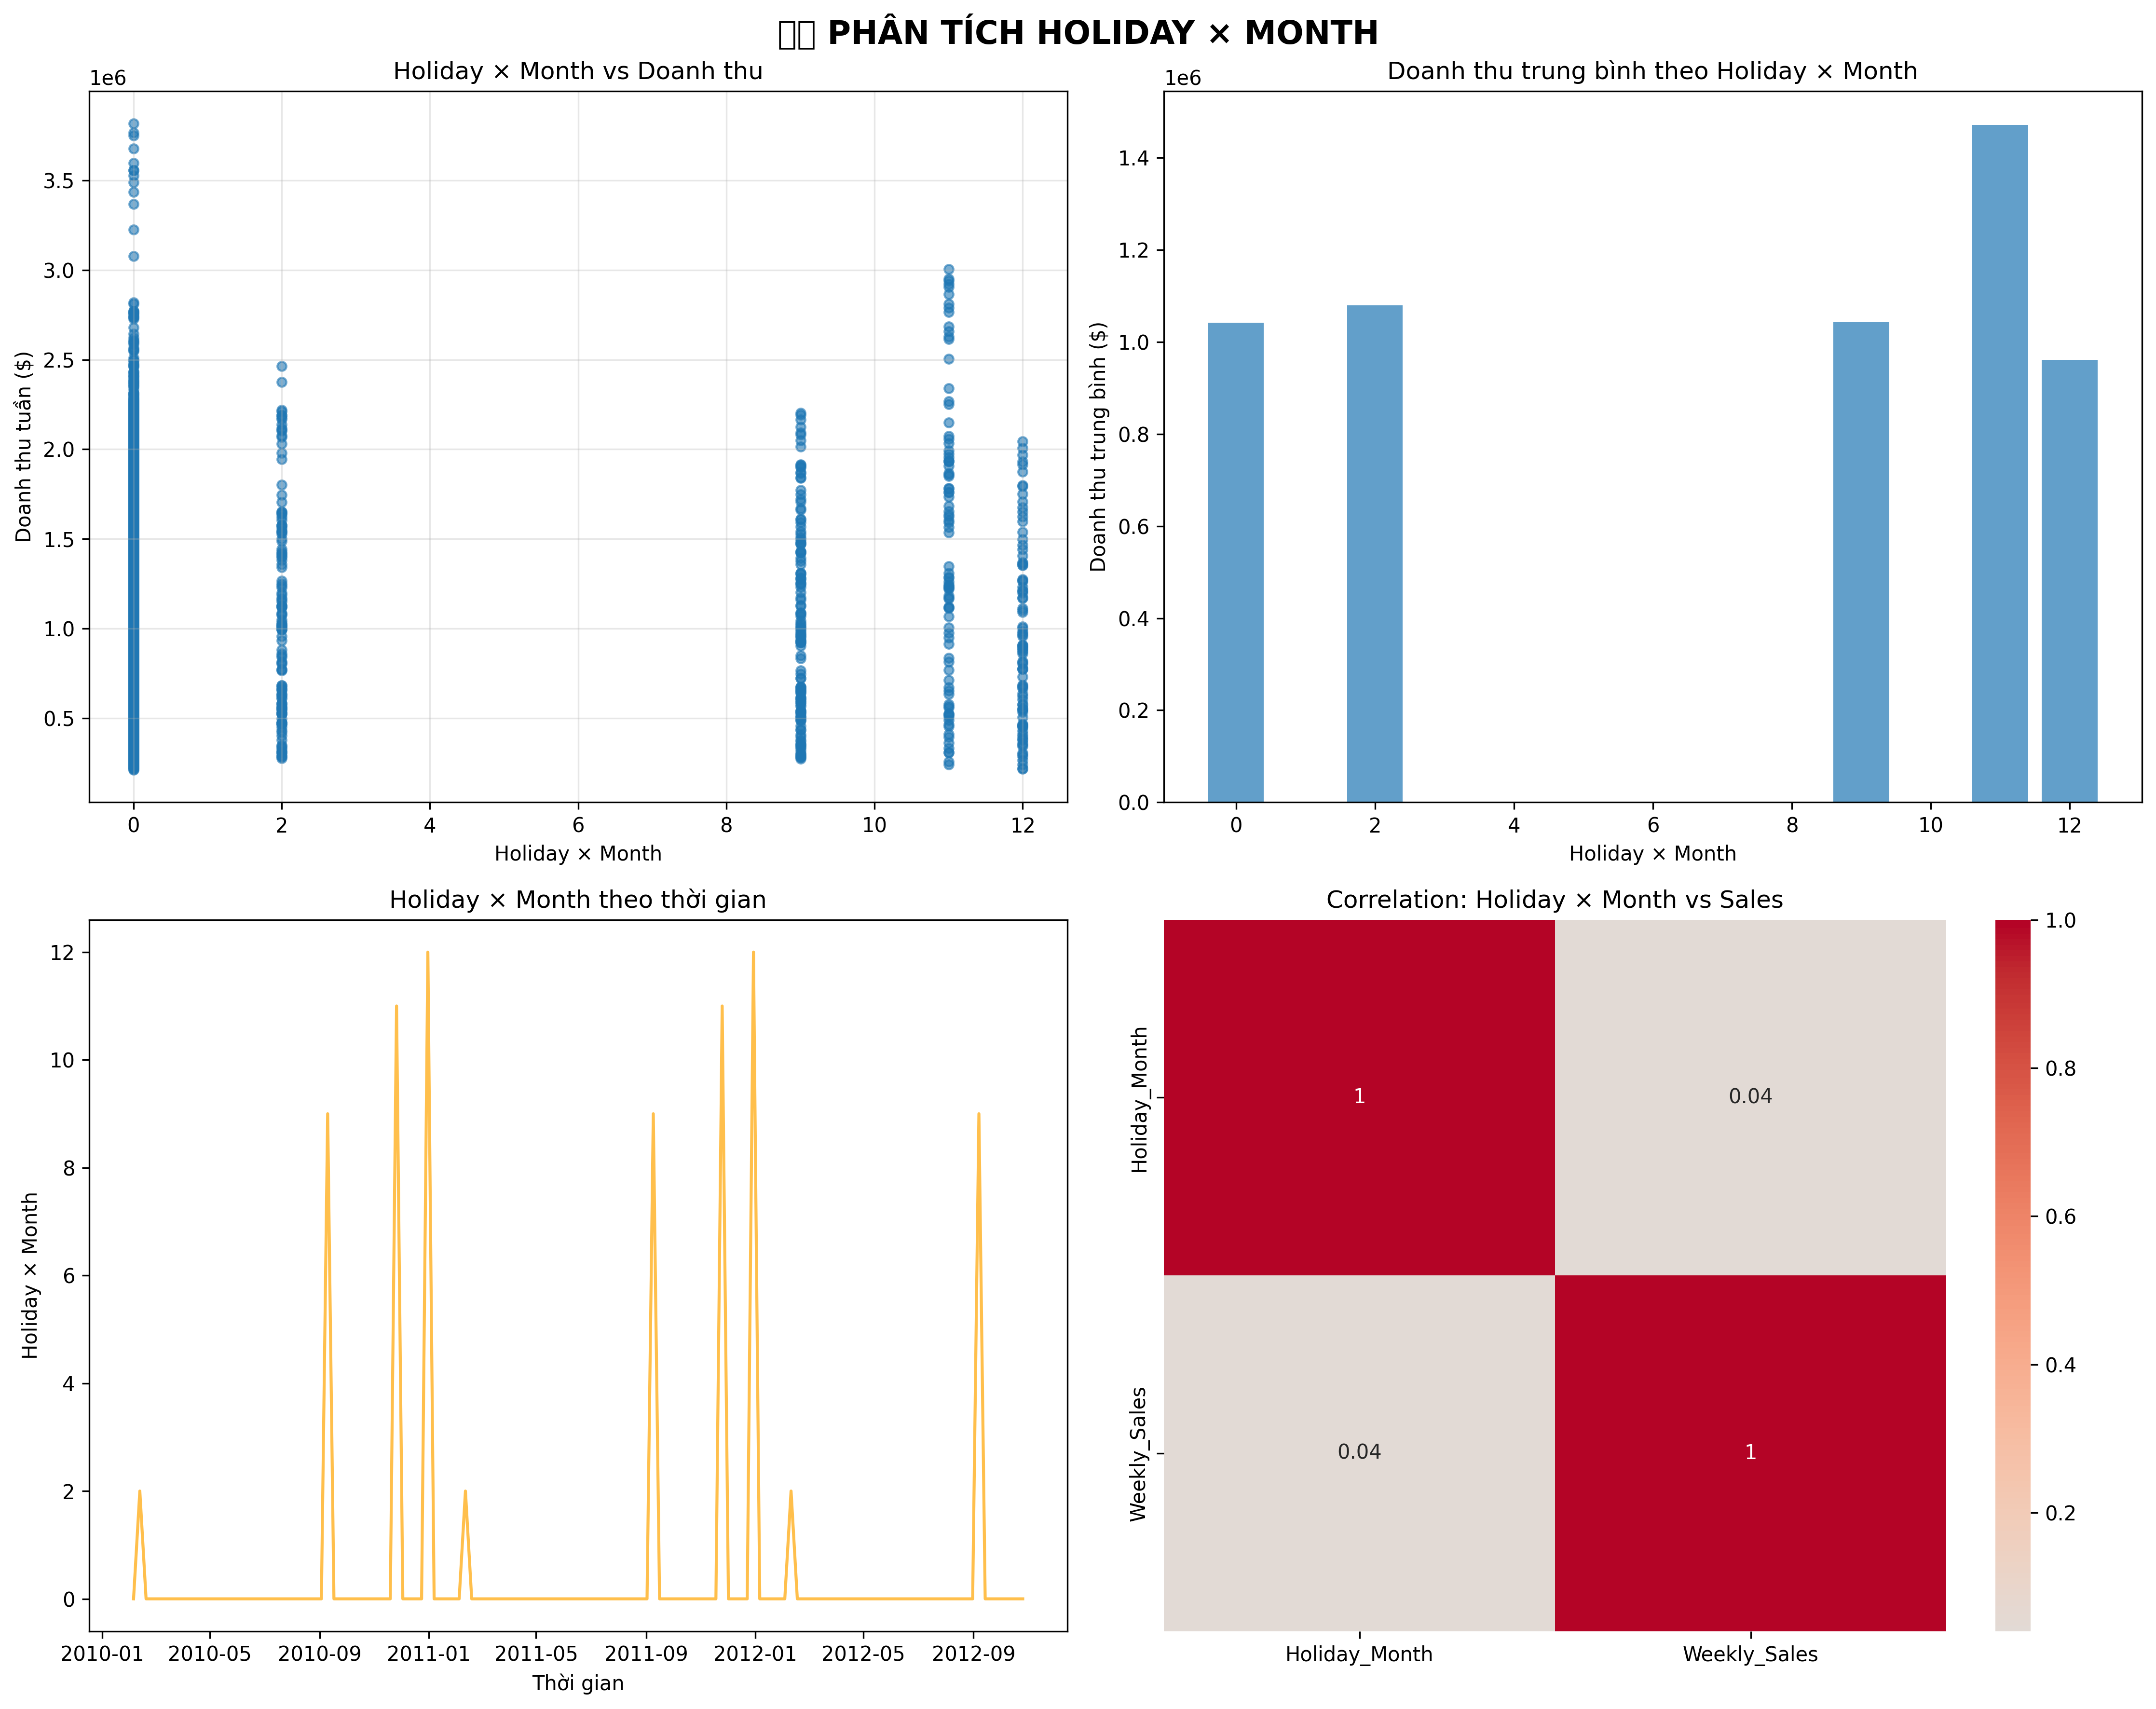 PHÂN TÍCH HOLIDAY × MONTH
Holiday × Month vs Doanh thu
1e6
Doanh thu tuần ($)
3.5
3.0
2.5
2.0
1.5
1.0
0.5
0 2 4 6 8 10 12
Holiday × Month
Doanh thu trung bình theo Holiday × Month
1e6
Doanh thu trung bình ($)
1.4
1.2
1.0
0.8
0.6
0.4
0.2
0.0
0 2 4 6 8 10 12
Holiday × Month
Holiday × Month theo thời gian
Holiday × Month
12
10
8
6
4
2
0
2010-01 2010-05 2010-09 2011-01 2011-05 2011-09 2012-01 2012-05 2012-09
Thời gian
Correlation: Holiday × Month vs Sales
Holiday_Month
1 0.04
Weekly_Sales
0.04 1
Holiday_Month Weekly_Sales
1.0
0.8
0.6
0.4
0.2